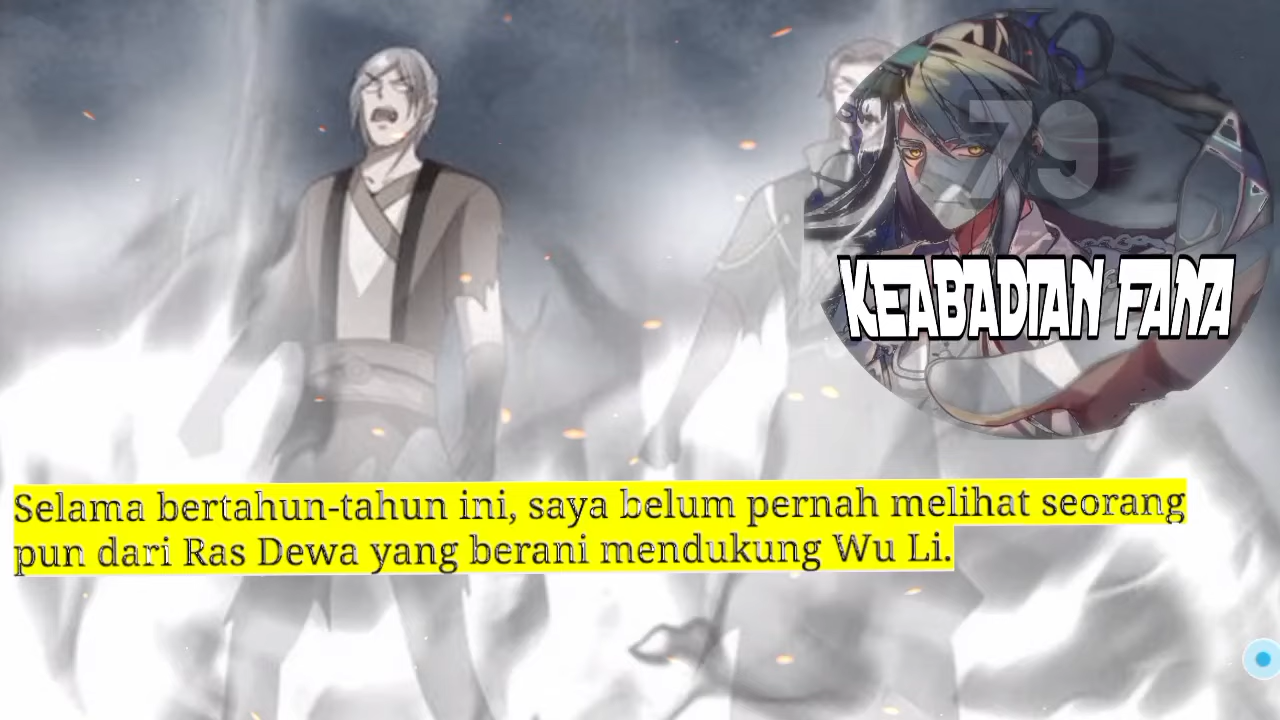 79
KEABADIAN FANA
Selama bertahun-tahun ini, saya belum pernah melihat seorang
pun dari Ras Dewa yang berani mendukung Wu Li.